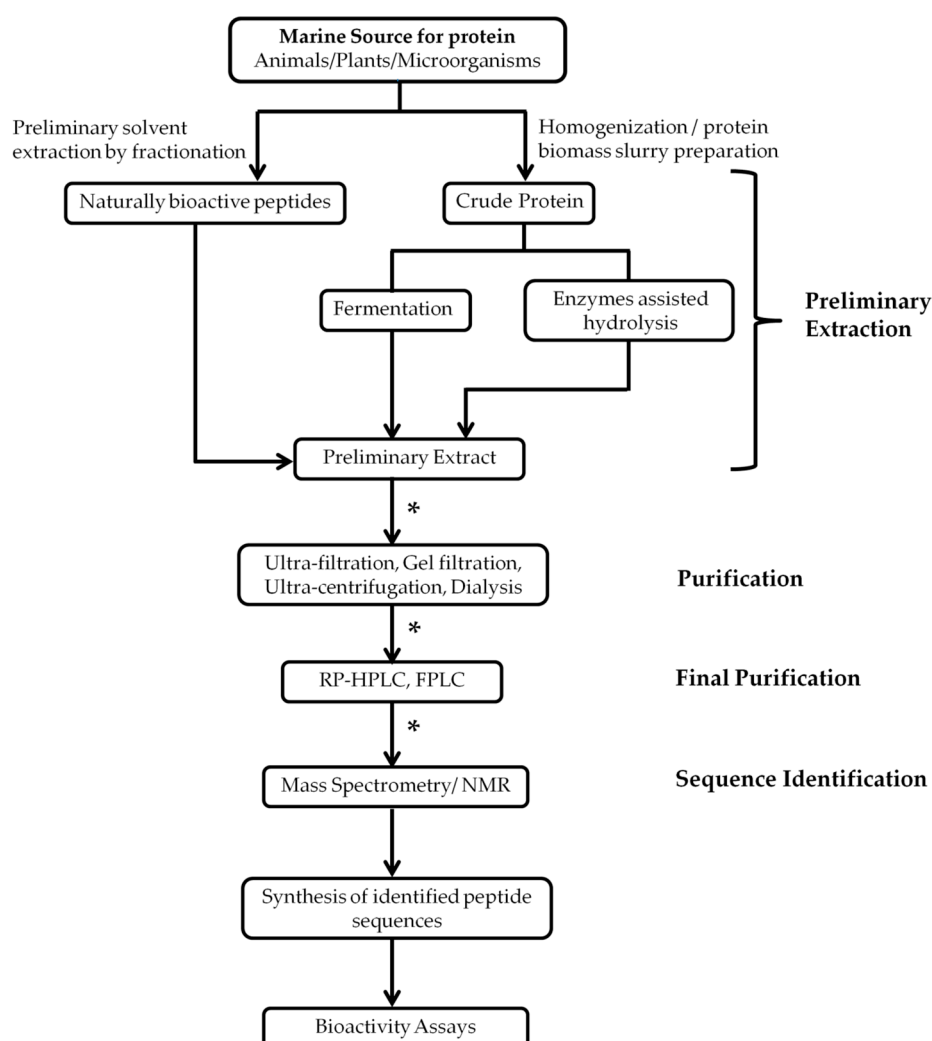 Marine Source for protein
Animals/Plants/Microorganisms
Preliminary solvent
extraction by fractionation
Homogenization / protein
biomass slurry preparation
Naturally bioactive peptides
Crude Protein
Fermentation
Enzymes assisted
hydrolysis
Preliminary
Extraction
Preliminary Extract
*
Ultra-filtration, Gel filtration,
Ultra-centrifugation, Dialysis
Purification
*
RP-HPLC, FPLC
Final Purification
*
Mass Spectrometry/ NMR
Sequence Identification
Synthesis of identified peptide
sequences
Bioactivity Assays